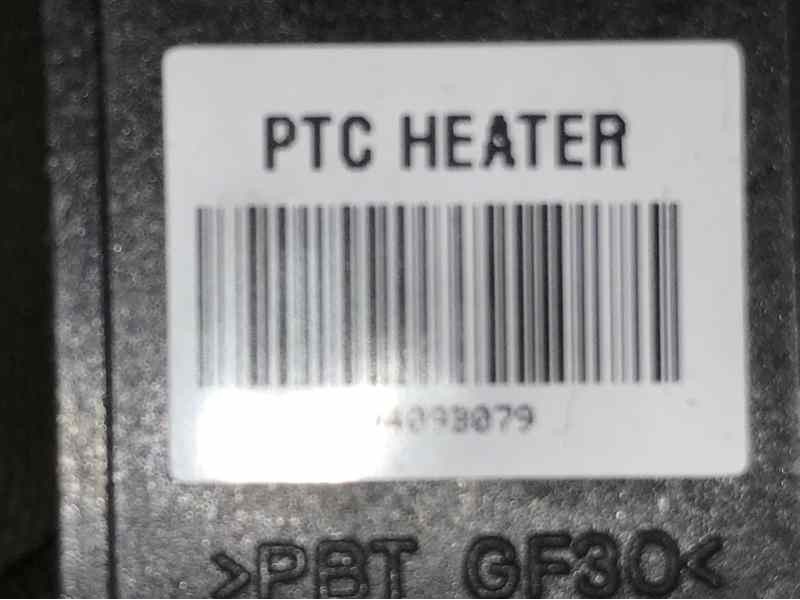 PTC HEATER
4093079
>PBT GF30<